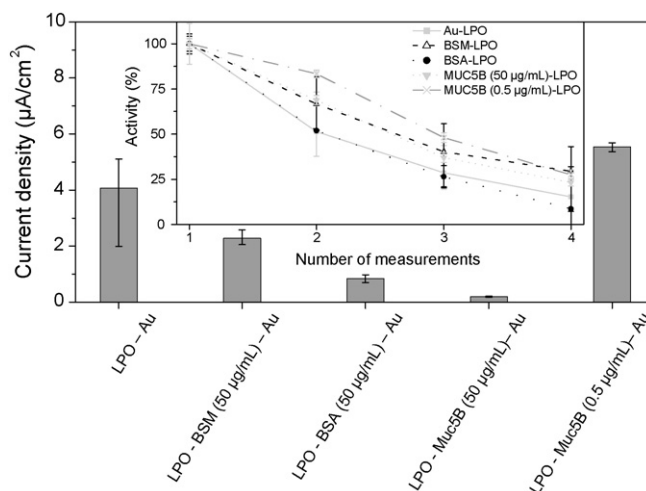 Current density (µA/cm²)
10
8
6
4
2
0
Activity (%)
100
75
50
25
0
Au-LPO
BSM-LPO
BSA-LPO
MUC5B (50 µg/mL)-LPO
MUC5B (0.5 µg/mL)-LPO
1
2
3
4
Number of measurements
LPO – Au
LPO - BSM (50 µg/mL) – Au
LPO - BSA (50 µg/mL) – Au
LPO - Muc5B (50 µg/mL) – Au
LPO - Muc5B (0.5 µg/mL)– Au